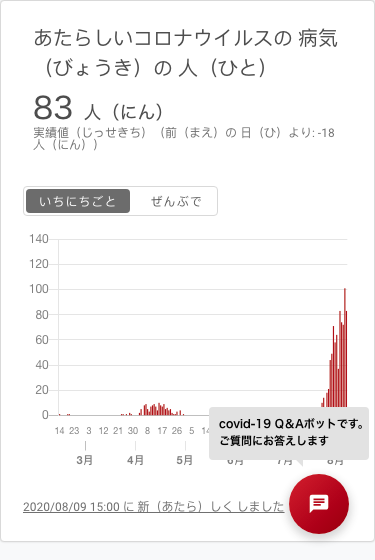 あたらしいコロナウイルスの 病気
（びょうき）の 人（ひと）
83 人（にん）
実績値（じっせきち）（前（まえ）の 日（ひ）より: -18
人（にん））
いちにちごと ぜんぶで
140
120
100
80
60
40
20
0
14 23 3 12 21 30 8 17 26 5
3月 4月 5月 6月 7月 8月
covid-19 Q&Aボットです。
ご質問にお答えします
2020/08/09 15:00 に 新（あたら）しく しました